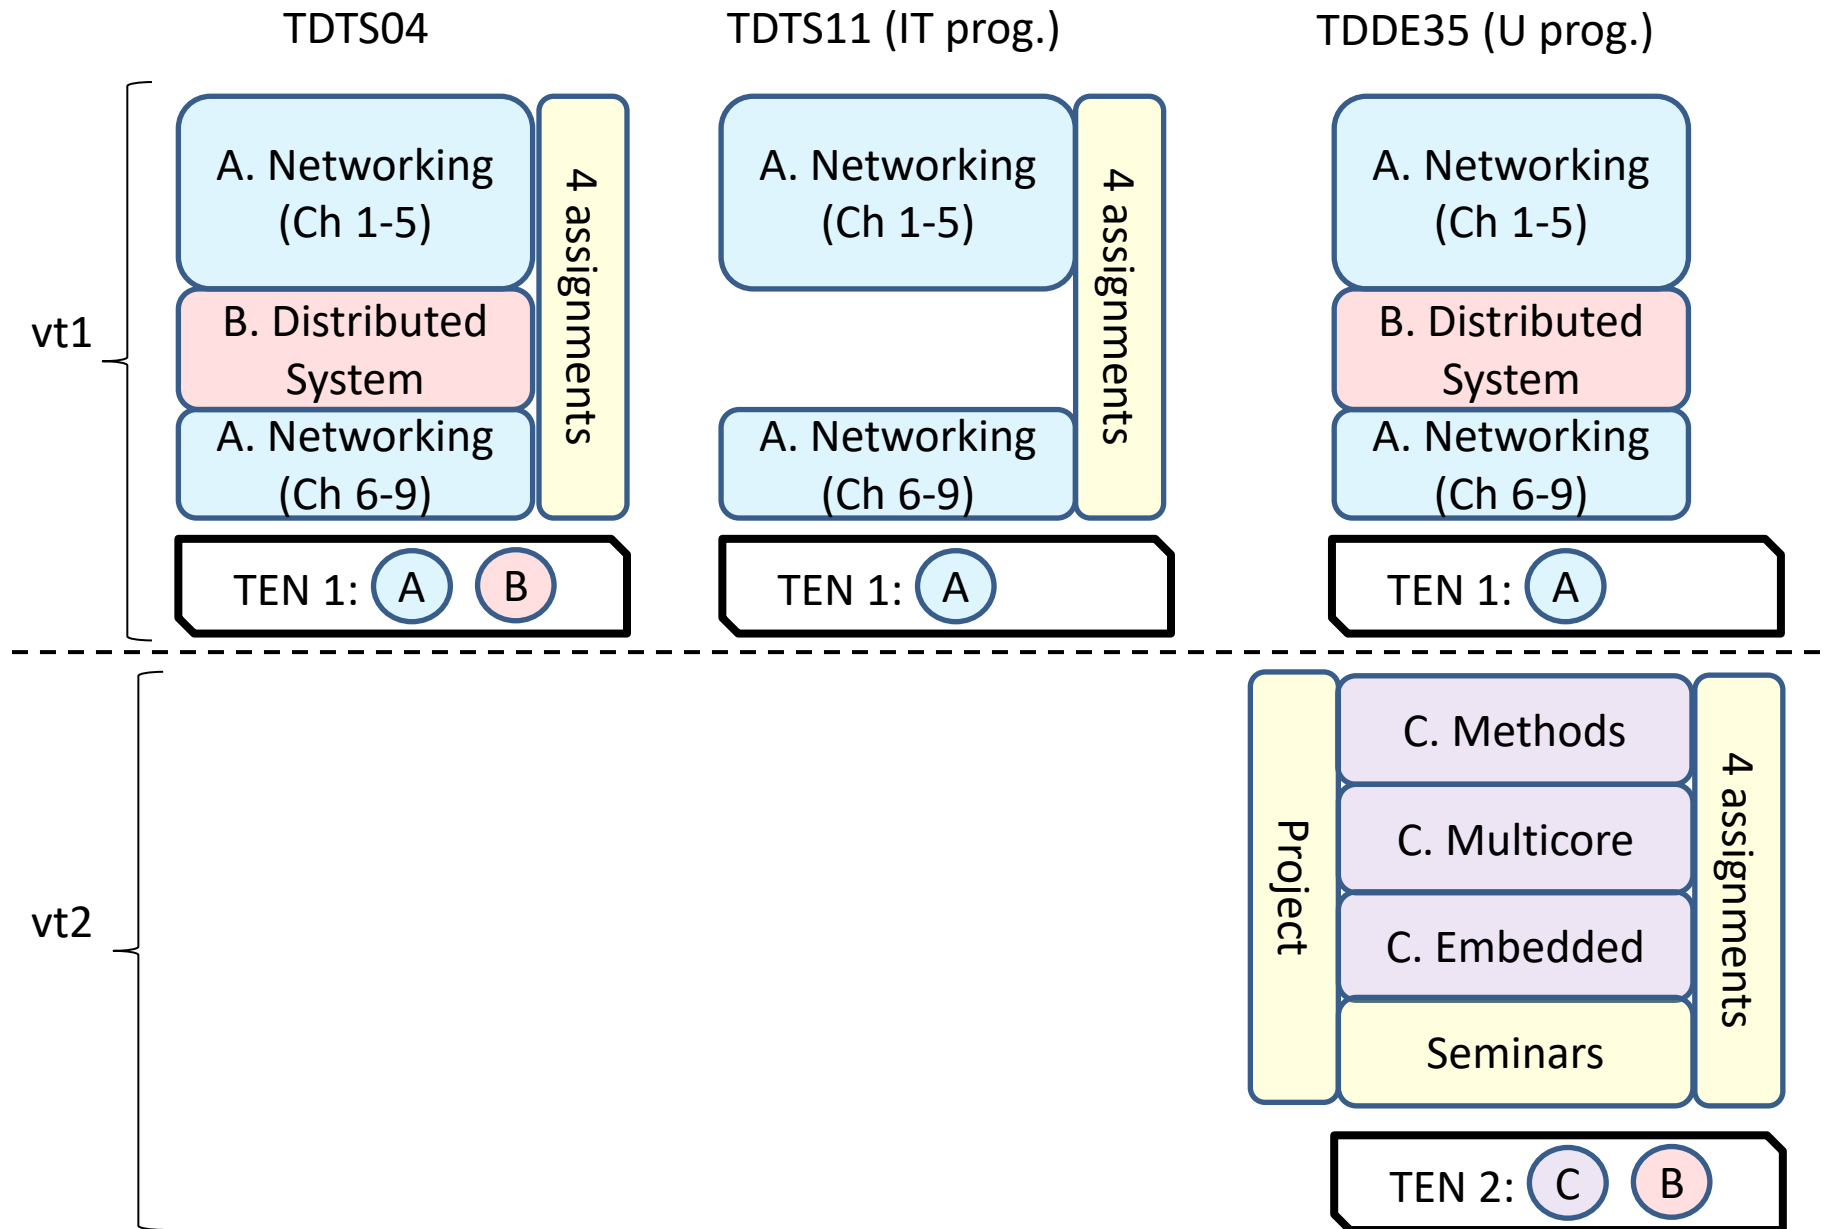 TDTS04
TDTS11 (IT prog.)
TDDE35 (U prog.)
vt1
A. Networking
(Ch 1-5)
B. Distributed
System
A. Networking
(Ch 6-9)
4 assignments
TEN 1: A B
A. Networking
(Ch 1-5)
A. Networking
(Ch 6-9)
4 assignments
TEN 1: A
A. Networking
(Ch 1-5)
B. Distributed
System
A. Networking
(Ch 6-9)
TEN 1: A
vt2
Project
C. Methods
C. Multicore
C. Embedded
Seminars
4 assignments
TEN 2: C B